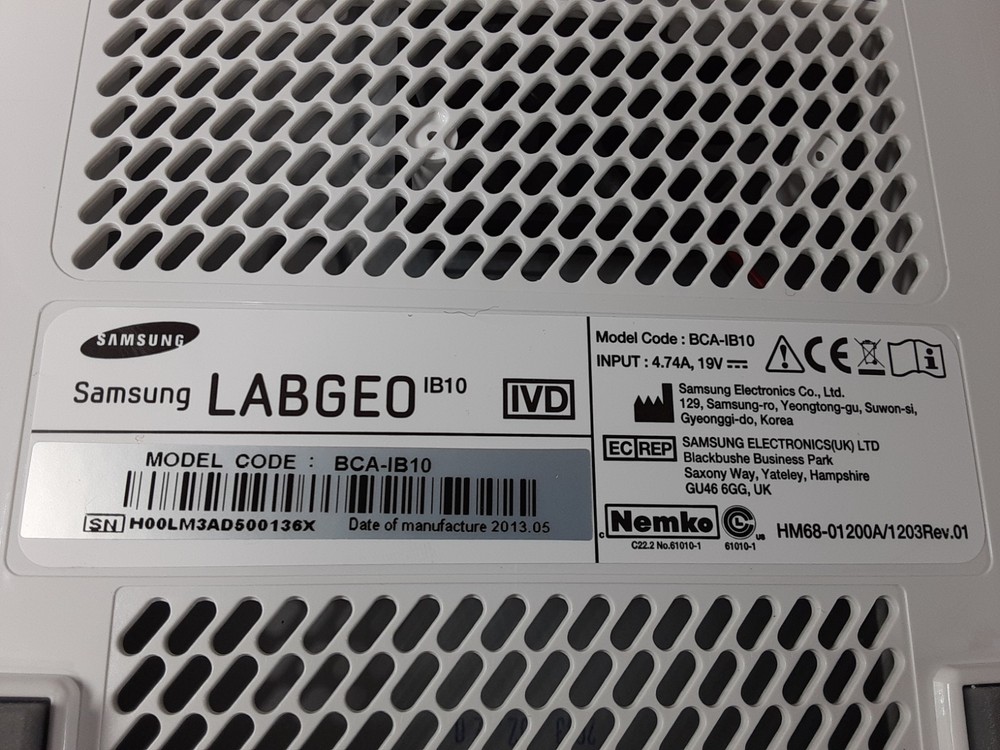 SAMSUNG
Samsung LABGEO IB10
IVD
MODEL CODE : BCA-IB10
SN H00LM3AD500136X Date of manufacture 2013.05
Model Code : BCA-IB10
INPUT : 4.74A, 19V
CE
i
Samsung Electronics Co., Ltd.
129, Samsung-ro, Yeongtong-gu, Suwon-si,
Gyeonggi-do, Korea
EC REP
SAMSUNG ELECTRONICS(UK) LTD
Blackbushe Business Park
Saxony Way, Yateley, Hampshire
GU46 6GG, UK
c Nemko CL us
C22.2 No.61010-1 61010-1
HM68-01200A/1203Rev.01